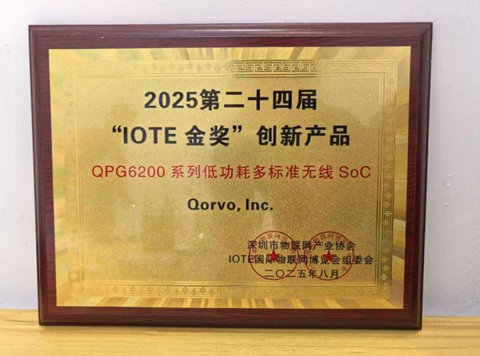 2025第二十四届
“IOTE 金奖”创新产品
QPG6200 系列低功耗多标准无线 SoC
Qorvo, Inc.
深圳市物联网产业协会
IOTE国际物联网博览会组委会
二〇二五年八月